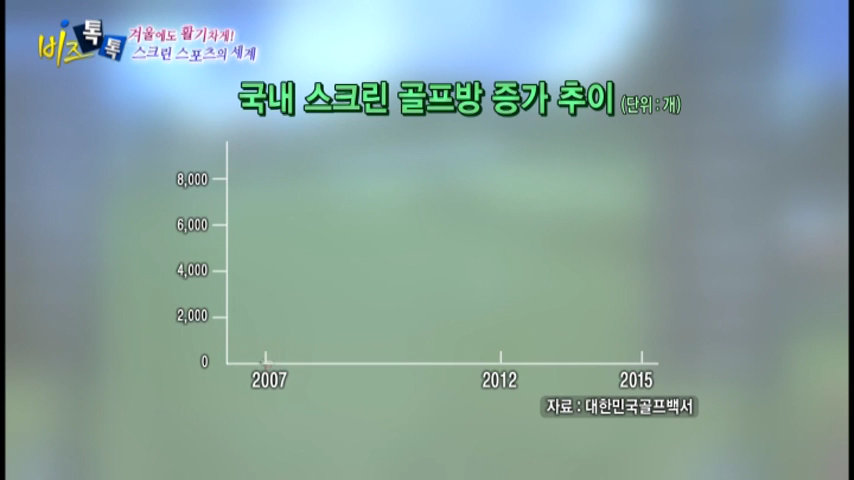 비즈톡톡
겨울에도 활기차게!
스크린 스포츠의 세계
국내 스크린 골프방 증가 추이 (단위 : 개)
8,000
6,000
4,000
2,000
0
2007 2012 2015
자료 : 대한민국골프백서